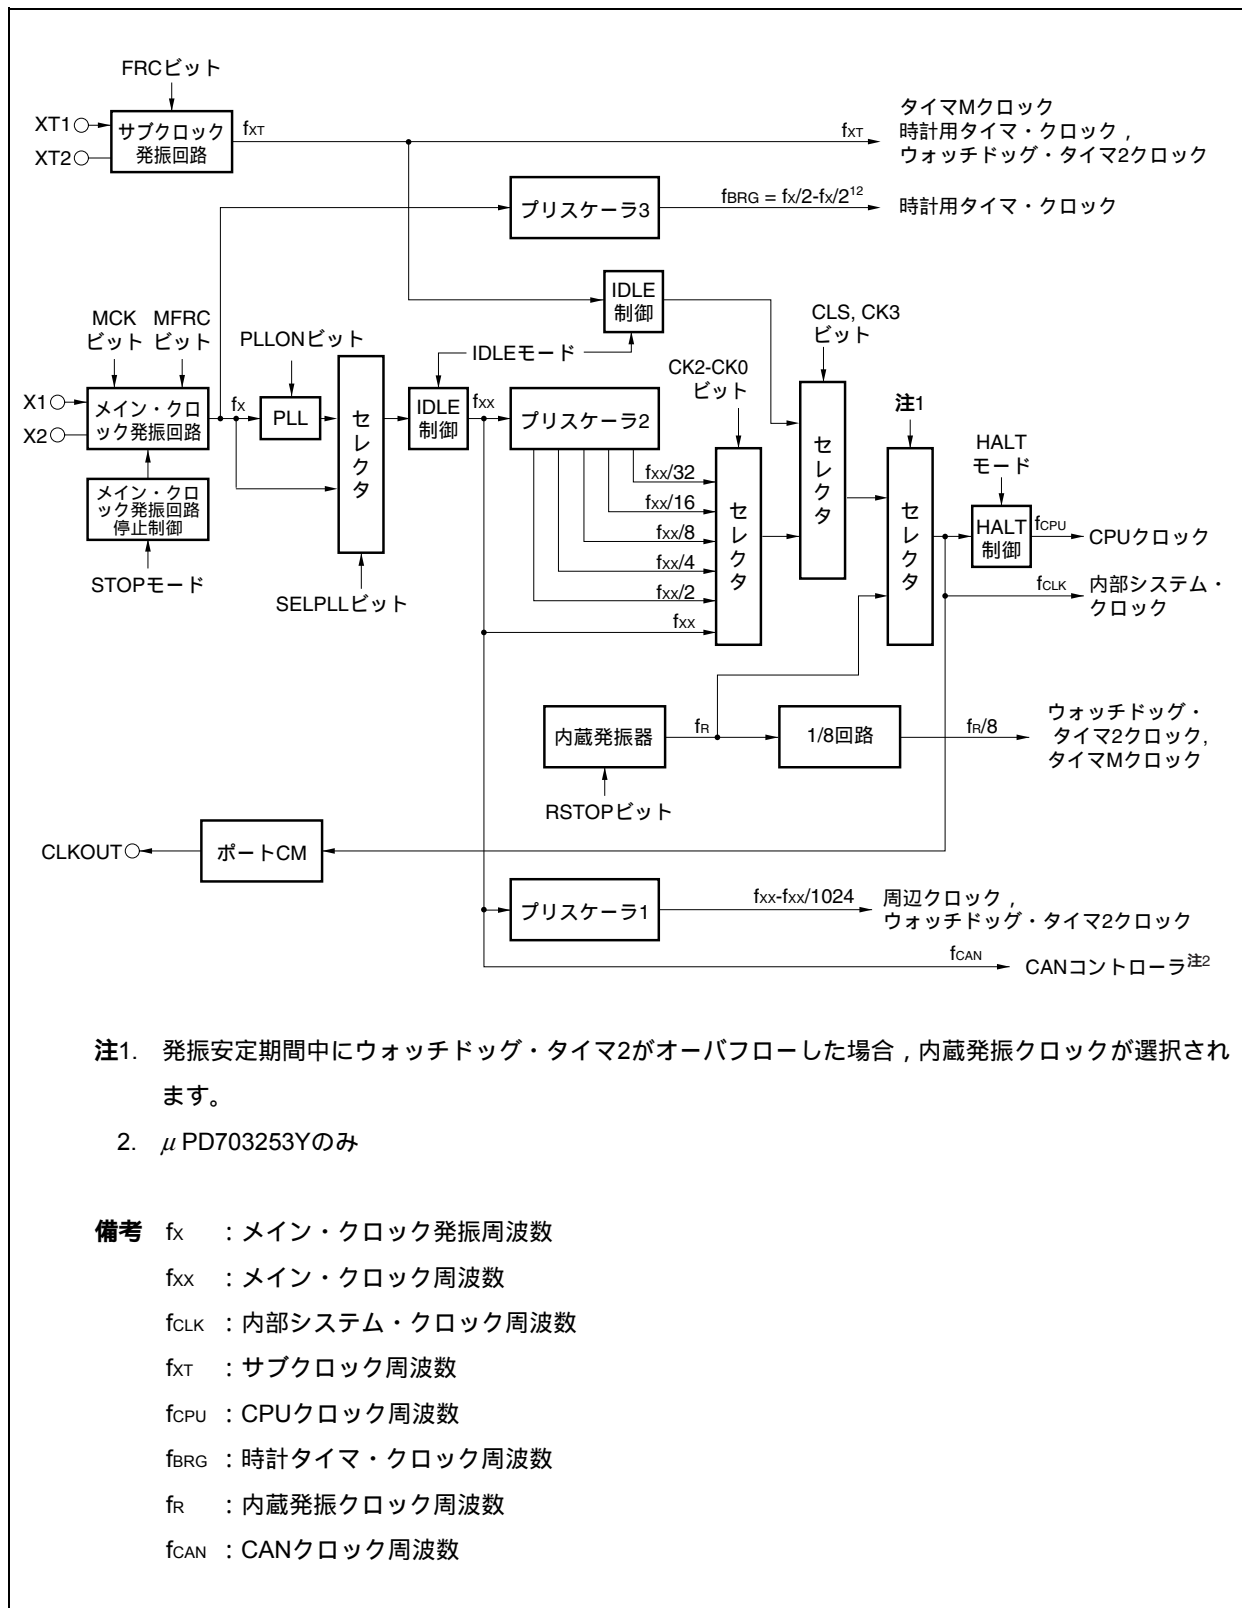 FRCビット
XT1
XT2
サブクロック
発振回路
fXT
fXT
タイマMクロック
時計用タイマ・クロック，
ウォッチドッグ・タイマ2クロック
プリスケーラ3
fBRG = fX/2-fX/2¹²
時計用タイマ・クロック
IDLE
制御
MCK
ビット
MFRC
ビット
PLLONビット
IDLEモード
CLS, CK3
ビット
CK2-CK0
ビット
X1
X2
メイン・クロ
ック発振回路
fX
PLL
セレクタ
IDLE
制御
fXX
プリスケーラ2
注1
HALT
モード
メイン・クロ
ック発振回路
停止制御
STOPモード
SELPLLビット
fXX/32
fXX/16
fXX/8
fXX/4
fXX/2
fXX
セレクタ
セレクタ
セレクタ
HALT
制御
fCPU
CPUクロック
fCLK
内部システム・
クロック
内蔵発振器
fR
1/8回路
fR/8
ウォッチドッグ・
タイマ2クロック,
タイマMクロック
RSTOPビット
CLKOUT
ポートCM
プリスケーラ1
fXX-fXX/1024
周辺クロック，
ウォッチドッグ・タイマ2クロック
fCAN
CANコントローラ注2
注1. 発振安定期間中にウォッチドッグ・タイマ2がオーバフローした場合，内蔵発振クロックが選択され
ます。
2. μPD703253Yのみ
備考 fX ：メイン・クロック発振周波数
fXX ：メイン・クロック周波数
fCLK ：内部システム・クロック周波数
fXT ：サブクロック周波数
fCPU ：CPUクロック周波数
fBRG ：時計タイマ・クロック周波数
fR ：内蔵発振クロック周波数
fCAN ：CANクロック周波数